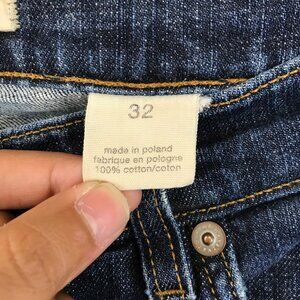 32
made in poland
fabrique en pologne
100% cotton/coton